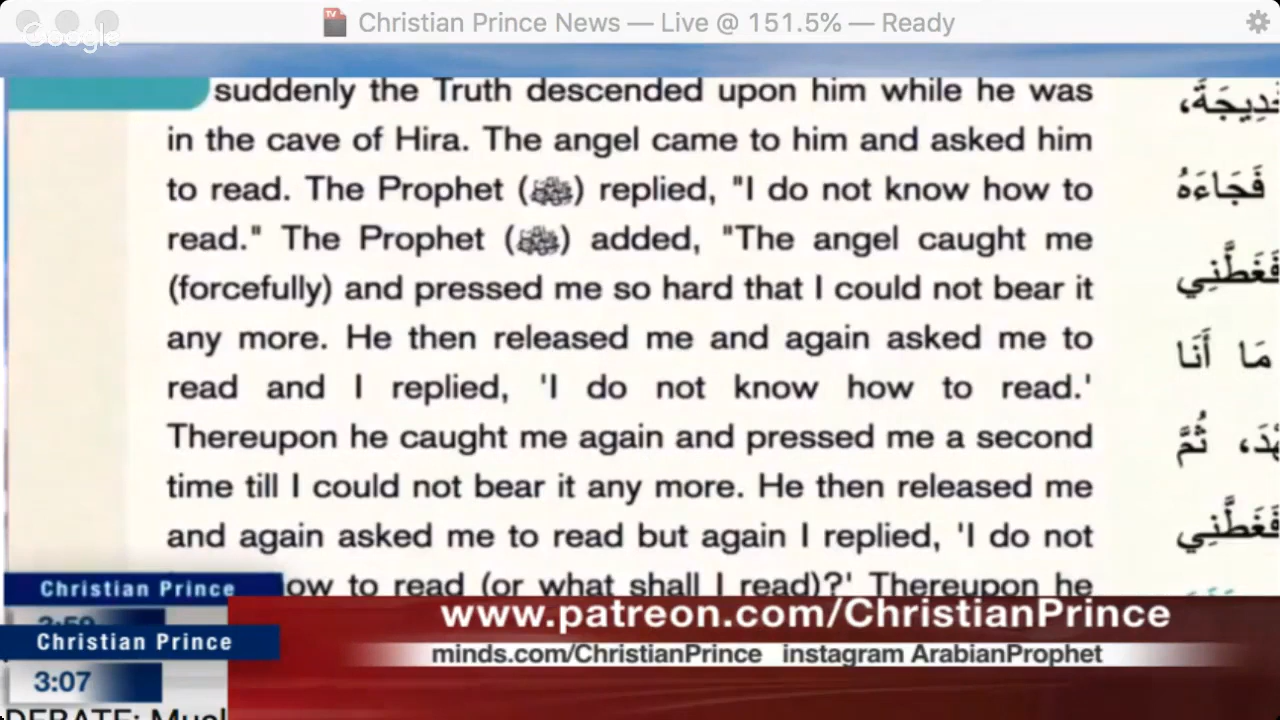 Christian Prince News — Live @ 151.5% — Ready
Google
suddenly the Truth descended upon him while he was
in the cave of Hira. The angel came to him and asked him
to read. The Prophet (ﷺ) replied, "I do not know how to
read." The Prophet (ﷺ) added, "The angel caught me
(forcefully) and pressed me so hard that I could not bear it
any more. He then released me and again asked me to
read and I replied, 'I do not know how to read.'
Thereupon he caught me again and pressed me a second
time till I could not bear it any more. He then released me
and again asked me to read but again I replied, 'I do not
ow to read (or what shall I read)?' Thereupon he
فَجَاءَهُ
فَغَطَّنِي
مَا أَنَا
ثُمَّ
فَغَطَّنِي
Christian Prince
2:59
Christian Prince
3:07
www.patreon.com/ChristianPrince
minds.com/ChristianPrince instagram ArabianProphet
DEBATE: